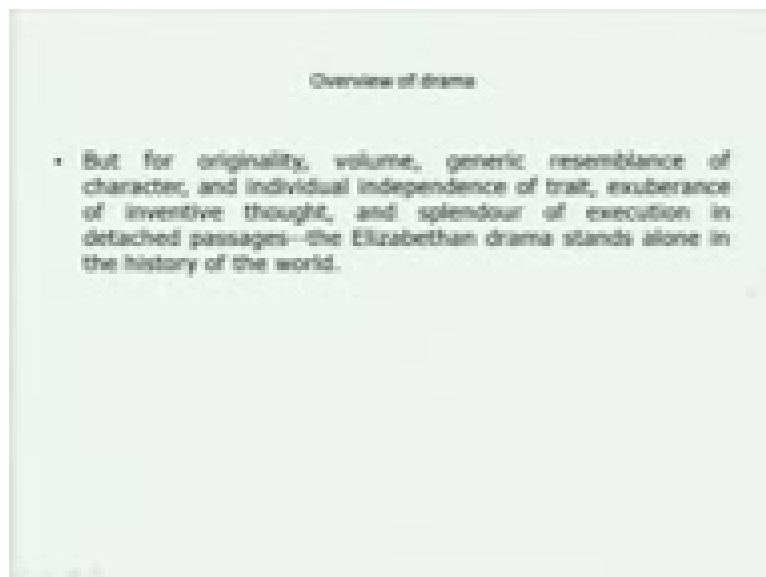 Overview of drama
• But for originality, volume, generic resemblance of
character, and individual independence of trait, exuberance
of inventive thought, and splendour of execution in
detached passages—the Elizabethan drama stands alone in
the history of the world.